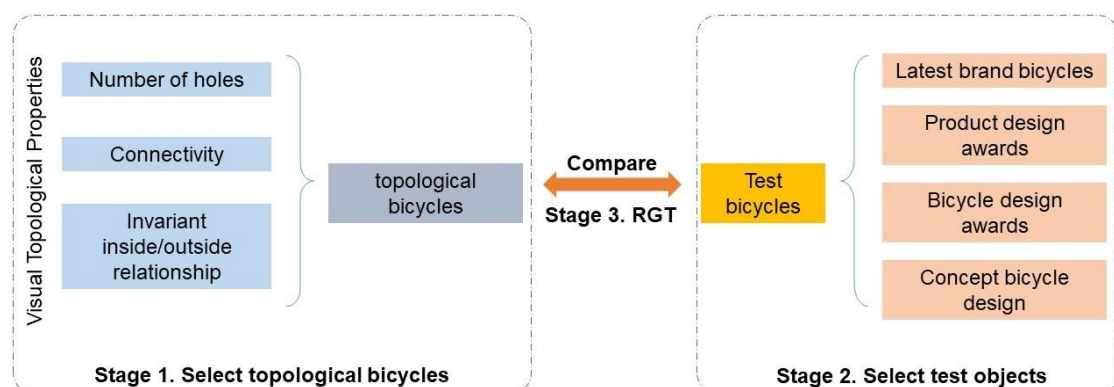 Visual Topological Properties
Number of holes
Connectivity
Invariant
inside/outside
relationship
topological
bicycles
Stage 1. Select topological bicycles
Compare
Stage 3. RGT
Test
bicycles
Latest brand bicycles
Product design
awards
Bicycle design
awards
Concept bicycle
design
Stage 2. Select test objects